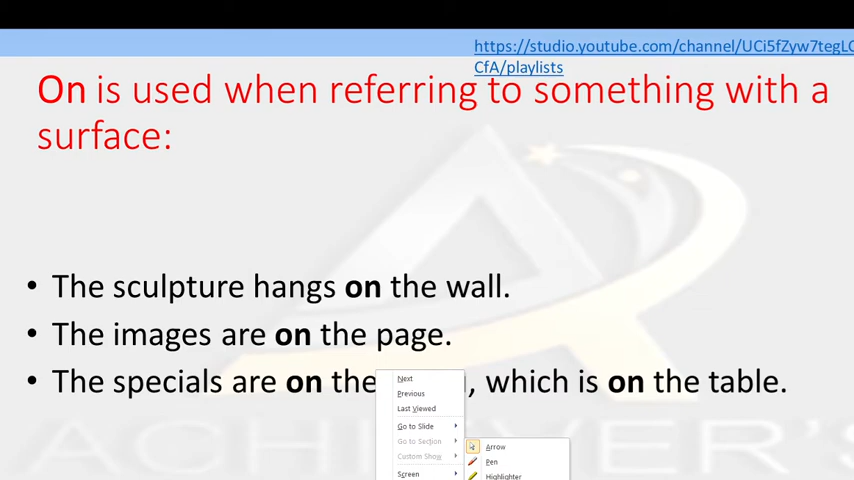 https://studio.youtube.com/channel/UCi5fZyw7tegLC
CfA/playlists
On is used when referring to something with a
surface:
• The sculpture hangs on the wall.
• The images are on the page.
• The specials are on the , which is on the table.
Next
Previous
Last Viewed
Go to Slide
Go to Section
Custom Show
Screen
Arrow
Pen
Highlighter
ACHIEVER'S